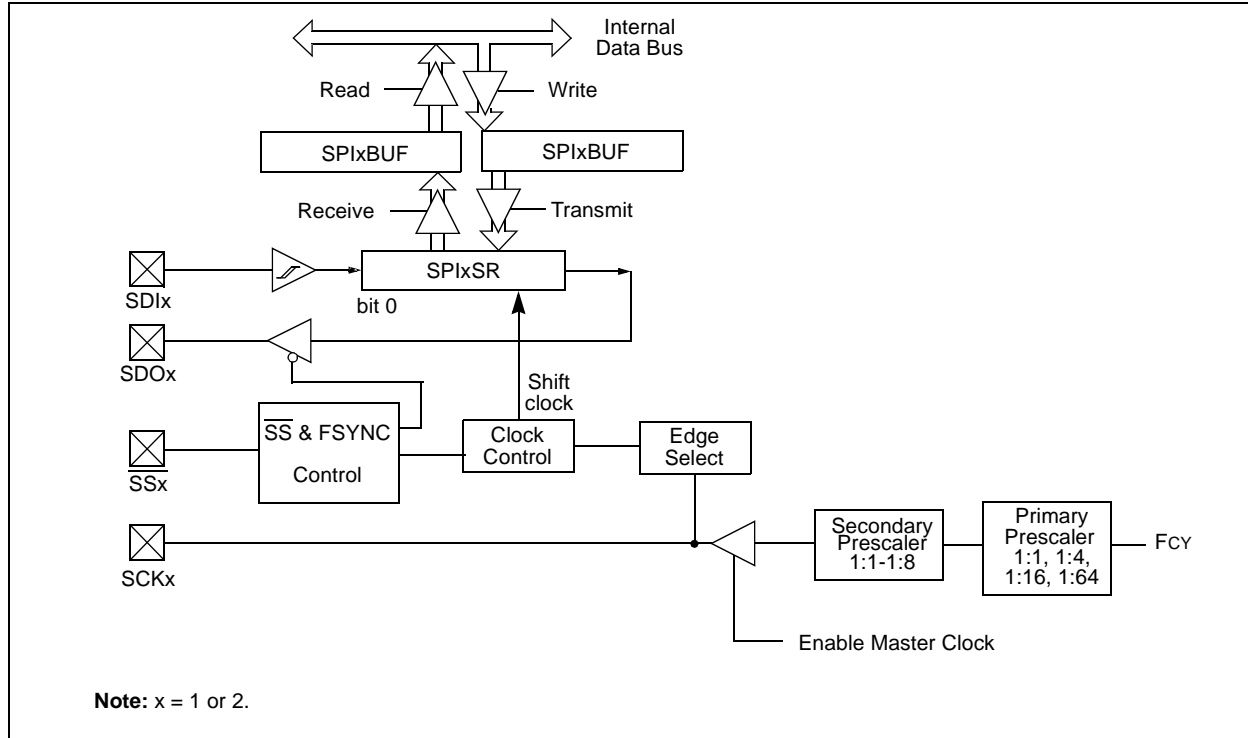 Internal
Data Bus
Read
Write
SPIxBUF
SPIxBUF
Receive
Transmit
SPIxSR
SDIx
bit 0
SDOx
Shift
clock
SS & FSYNC
Control
Clock
Control
Edge
Select
SSx
Secondary
Prescaler
1:1-1:8
Primary
Prescaler
1:1, 1:4,
1:16, 1:64
FCY
SCKx
Enable Master Clock
Note: x = 1 or 2.